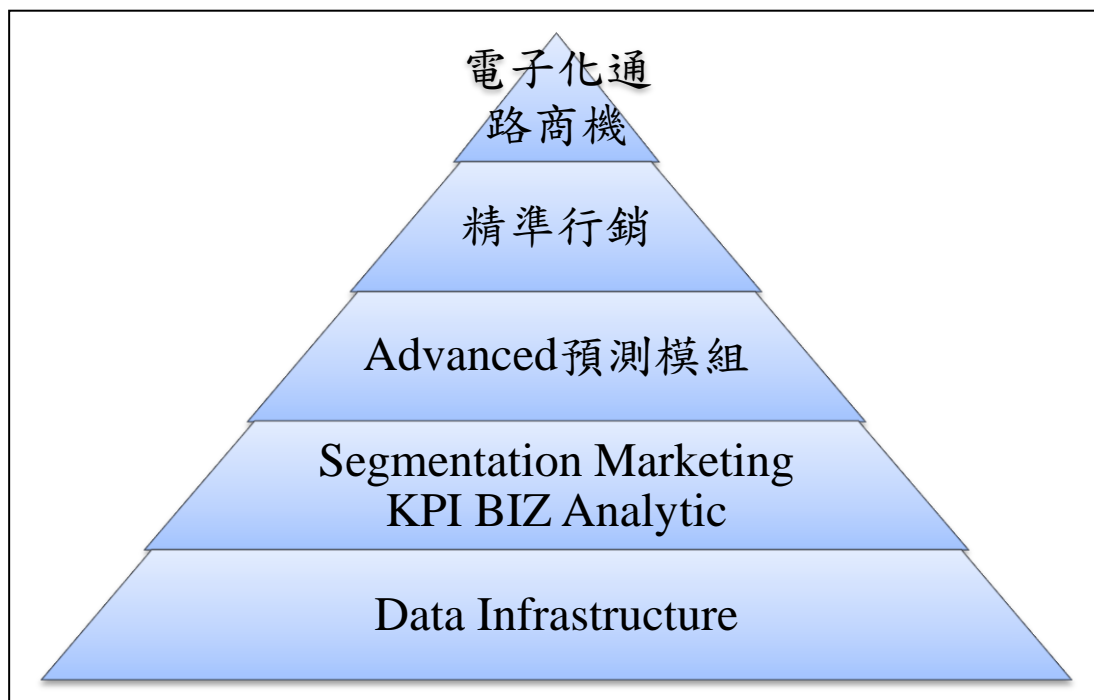 電子化通
路商機
精準行銷
Advanced預測模組
Segmentation Marketing
KPI BIZ Analytic
Data Infrastructure